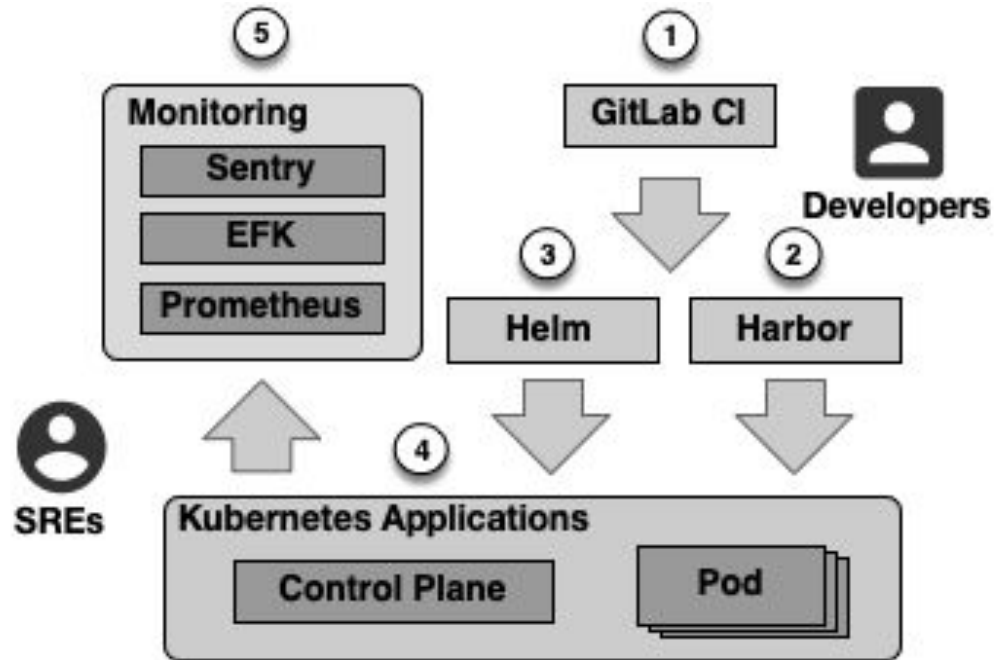 5
1
Monitoring
Sentry
EFK
Prometheus
GitLab CI
Developers
3
2
Helm
Harbor
SREs
4
Kubernetes Applications
Control Plane
Pod